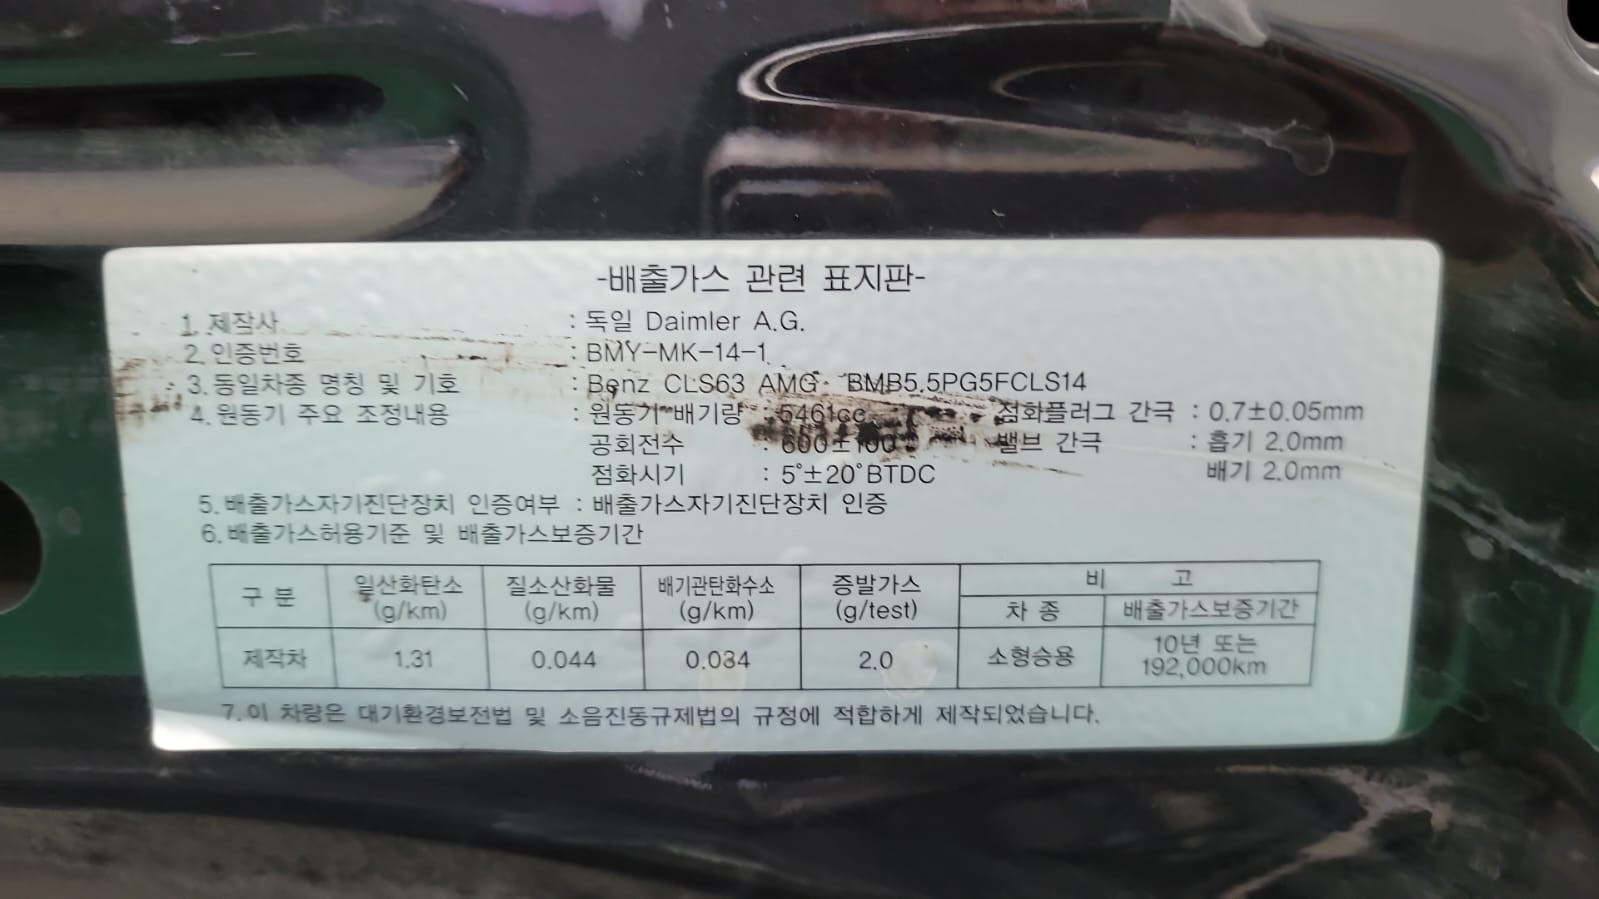 -배출가스 관련 표지판-
1. 제작사 : 독일 Daimler A.G.
2. 인증번호 : BMY-MK-14-1
3. 동일차종 명칭 및 기호 : Benz CLS63 AMG BMB5.5PG5FCLS14
4. 원동기 주요 조정내용 : 원동기 배기량 : 5461cc 점화플러그 간극 : 0.7±0.05mm
공회전수 : 600±100 밸브 간극 : 흡기 2.0mm
점화시기 : 5°±20°BTDC 배기 2.0mm
5. 배출가스자기진단장치 인증여부 : 배출가스자기진단장치 인증
6. 배출가스허용기준 및 배출가스보증기간
구 분 일산화탄소 (g/km) 질소산화물 (g/km) 배기관탄화수소 (g/km) 증발가스 (g/test) 비 고
차 종 배출가스보증기간
제작차 1.31 0.044 0.034 2.0 소형승용 10년 또는 192,000km
7. 이 차량은 대기환경보전법 및 소음진동규제법의 규정에 적합하게 제작되었습니다.